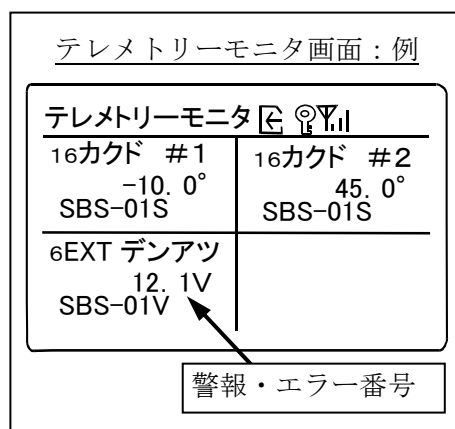 テレメトリーモニタ画面：例
テレメトリーモニタ
16カクド #1
-10. 0°
SBS-01S
16カクド #2
45. 0°
SBS-01S
6EXT デンアツ
12. 1V
SBS-01V
警報・エラー番号